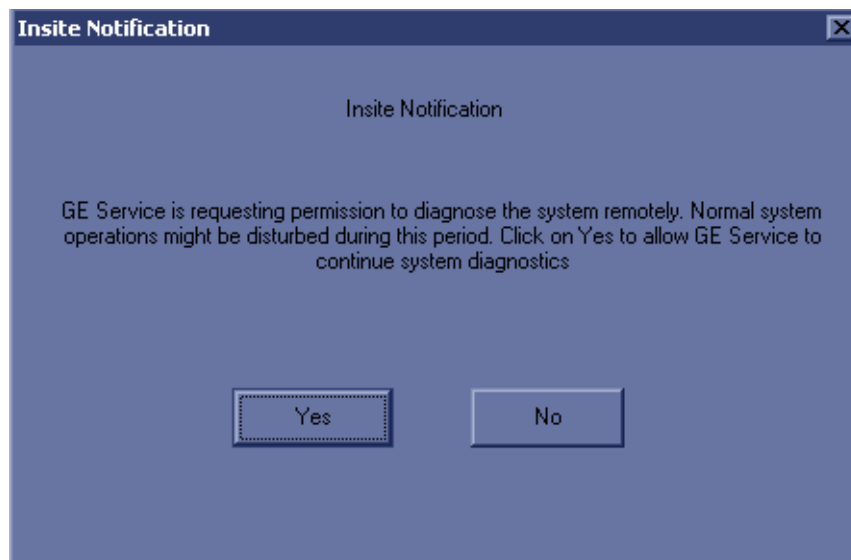 Insite Notification
Insite Notification
GE Service is requesting permission to diagnose the system remotely. Normal system
operations might be disturbed during this period. Click on Yes to allow GE Service to
continue system diagnostics
Yes
No